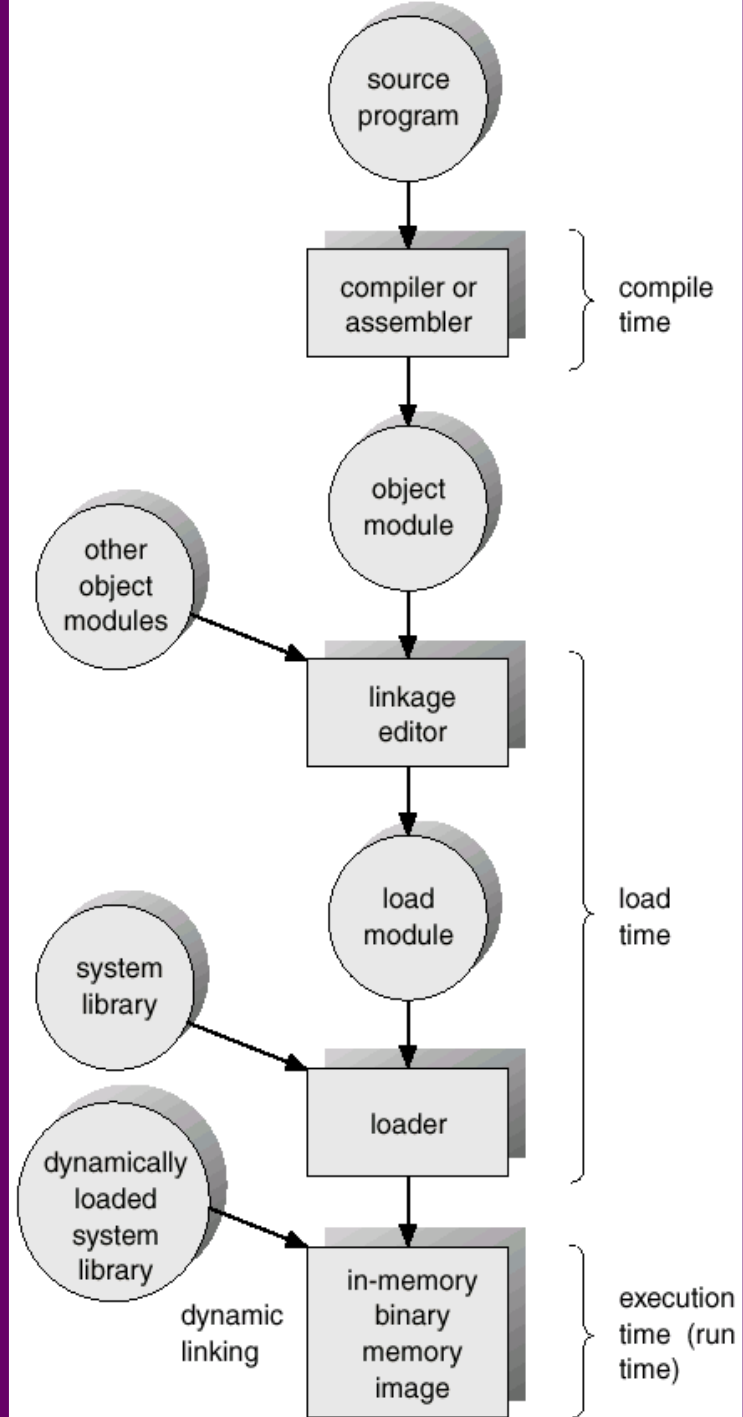 source
program
compiler or
assembler
compile
time
object
module
other
object
modules
linkage
editor
load
module
load
time
system
library
loader
dynamically
loaded
system
library
dynamic
linking
in-memory
binary
memory
image
execution
time (run
time)